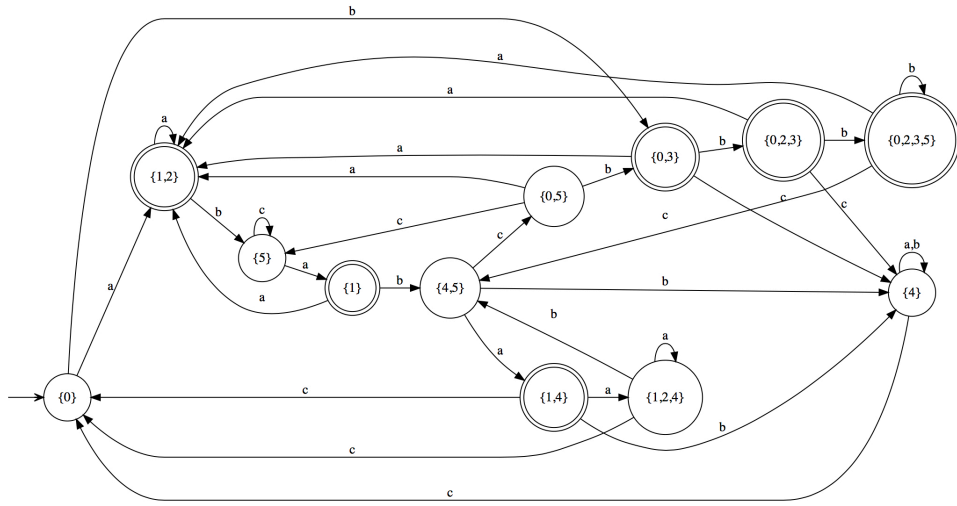 b
a
b
a
a
{0,3}
b
{0,2,3}
b
{0,2,3,5}
{1,2}
a
a
b
{0,5}
c
c
c
b
c
{5}
c
a,b
a
{1}
b
{4,5}
b
{4}
a
a
b
a
a
{0}
c
{1,4}
a
{1,2,4}
b
c
c